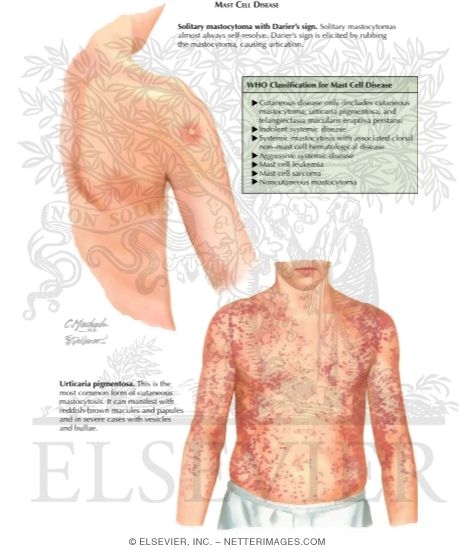 MAST CELL DISEASE
Solitary mastocytoma with Darier's sign. Solitary mastocytomas
almost always self-resolve. Darier's sign is elicited by rubbing
the mastocytoma, causing urtication.
WHO Classification for Mast Cell Disease
▶ Cutaneous disease only (includes cutaneous
mastocytoma, urticaria pigmentosa, and
telangiectasia macularis eruptiva perstans)
▶ Indolent systemic disease
▶ Systemic mastocytosis with associated clonal
non–mast cell hematological disease
▶ Aggressive systemic disease
▶ Mast cell leukemia
▶ Mast cell sarcoma
▶ Noncutaneous mastocytoma
NON SOLUS
C. Machado
M.D.
Urticaria pigmentosa. This is the
most common form of cutaneous
mastocytosis. It can manifest with
reddish-brown macules and papules
and in severe cases with vesicles
and bullae.
ELSEVIER
© ELSEVIER, INC. – NETTERIMAGES.COM